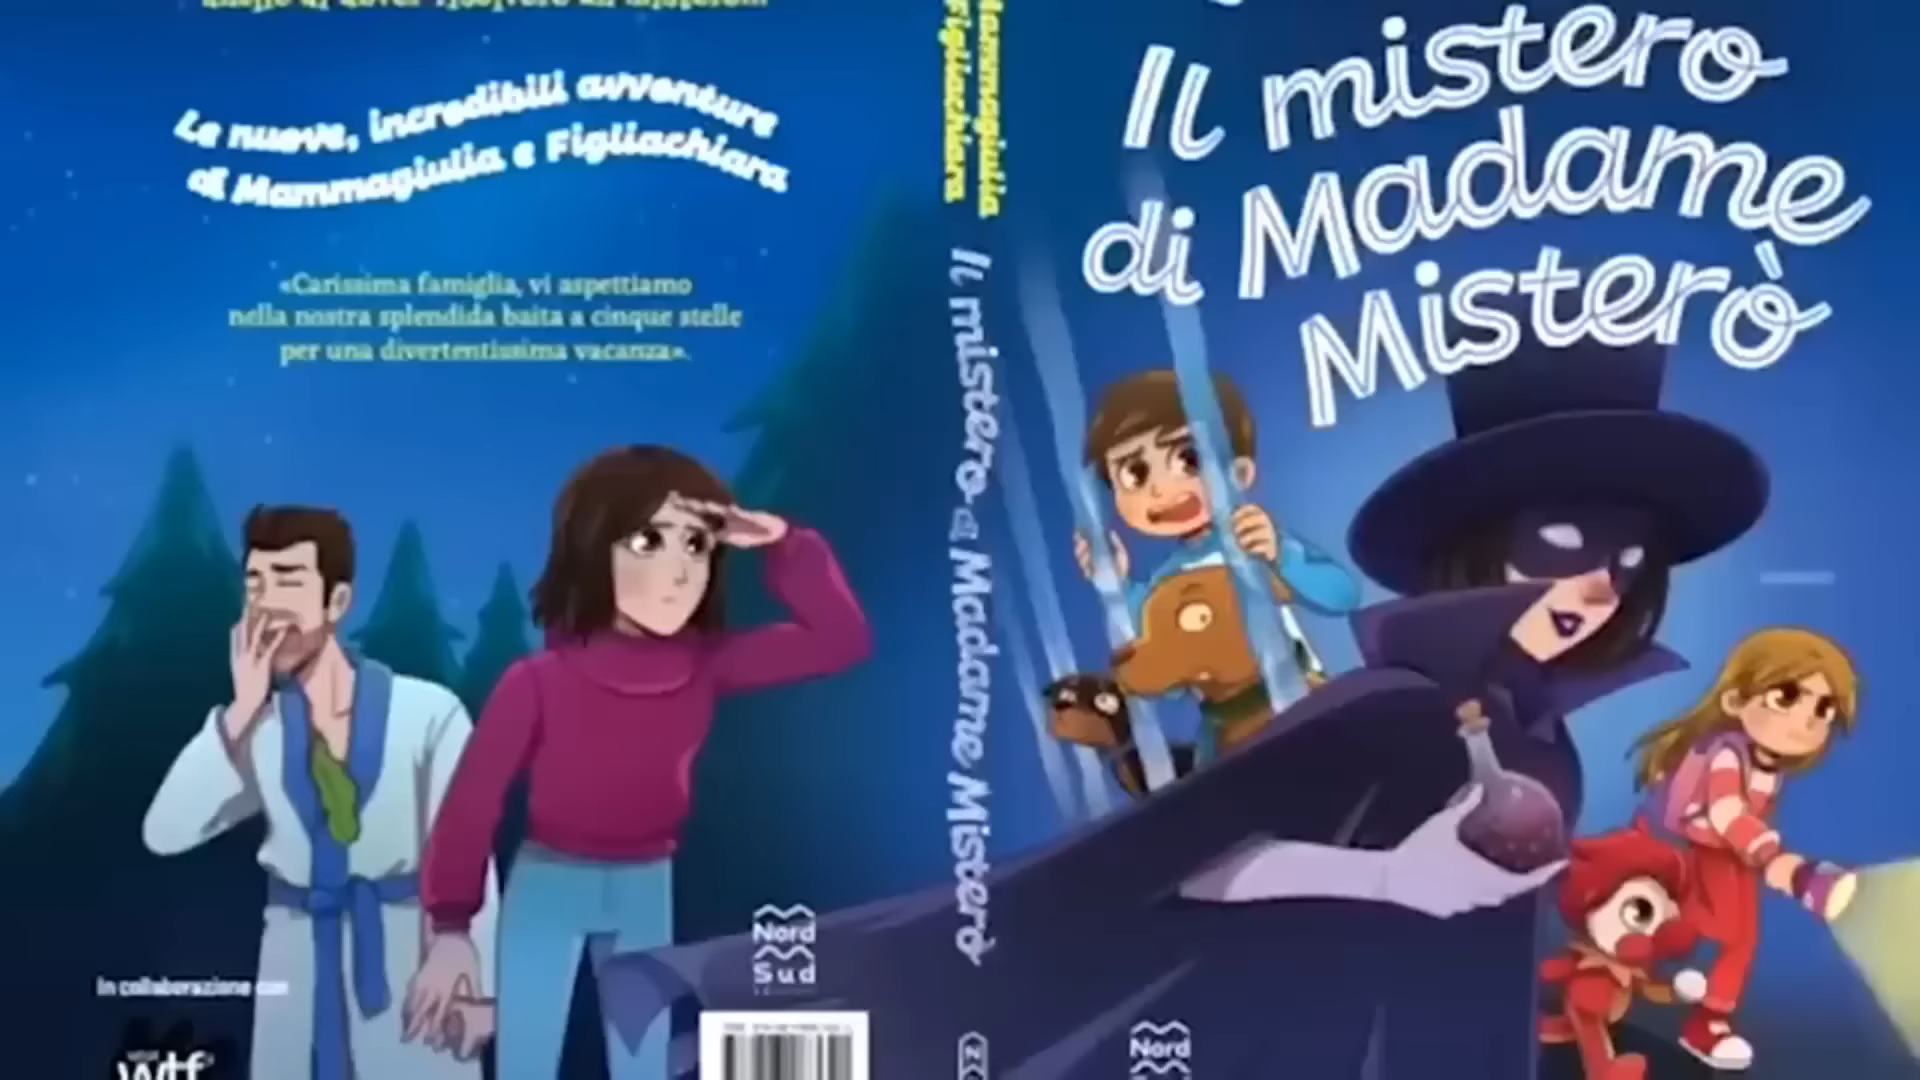 Le nuove, incredibili avventure
di Mammagiulia e Figliachiara
«Carissima famiglia, vi aspettiamo
nella nostra splendida baita a cinque stelle
per una divertentissima vacanza».
In collaborazione con
wtf
Nord
Sud
Mammagiulia
Figliachiara
Il mistero di Madame Misterò
Il mistero
di Madame
Misterò
Nord